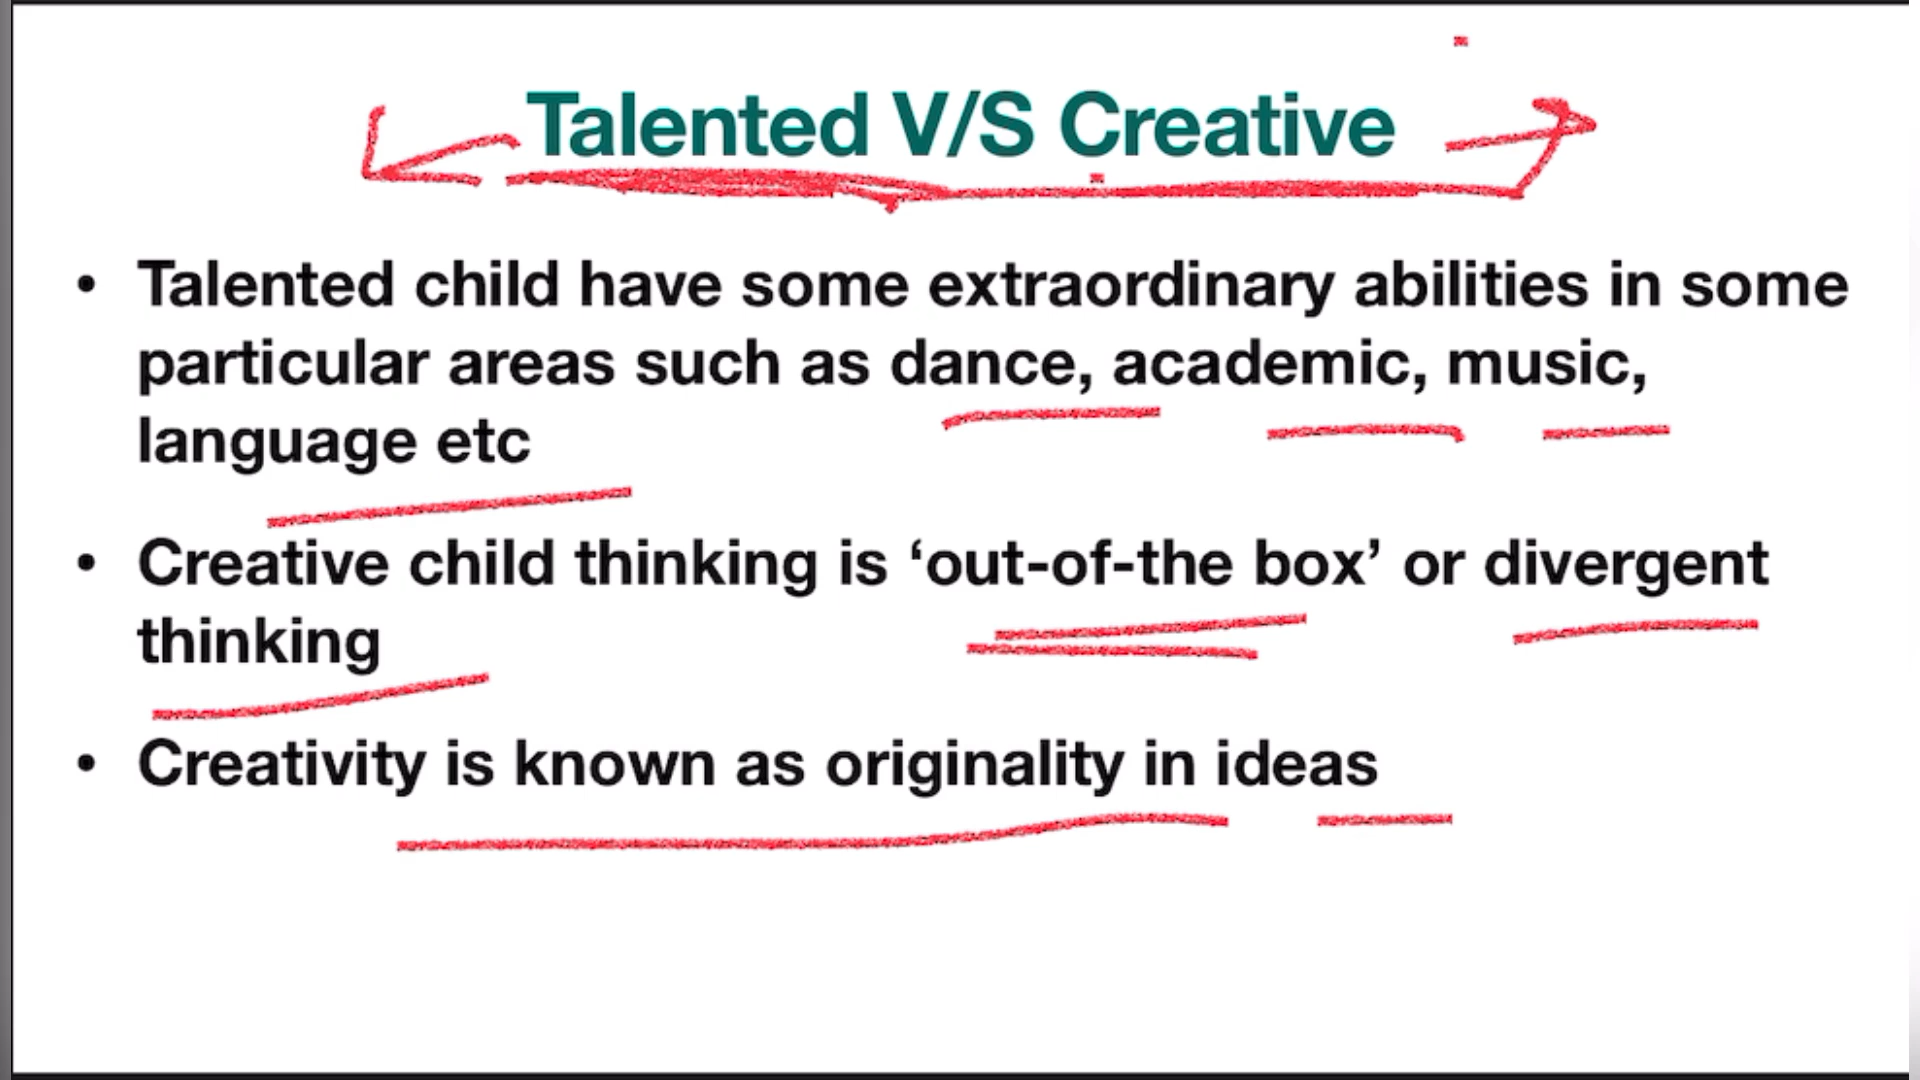 Talented V/S Creative
• Talented child have some extraordinary abilities in some
particular areas such as dance, academic, music,
language etc
• Creative child thinking is ‘out-of-the box’ or divergent
thinking
• Creativity is known as originality in ideas